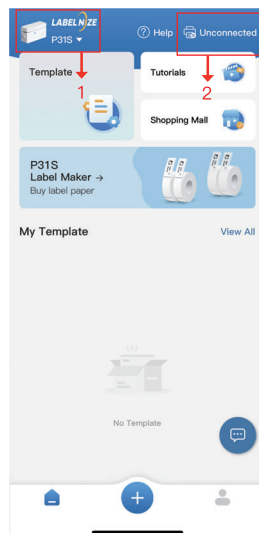 LABELNIZE
P31S
Help
Unconnected
Template
1
Tutorials
2
Shopping Mall
P31S
Label Maker →
Buy label paper
My Template
View All
No Template